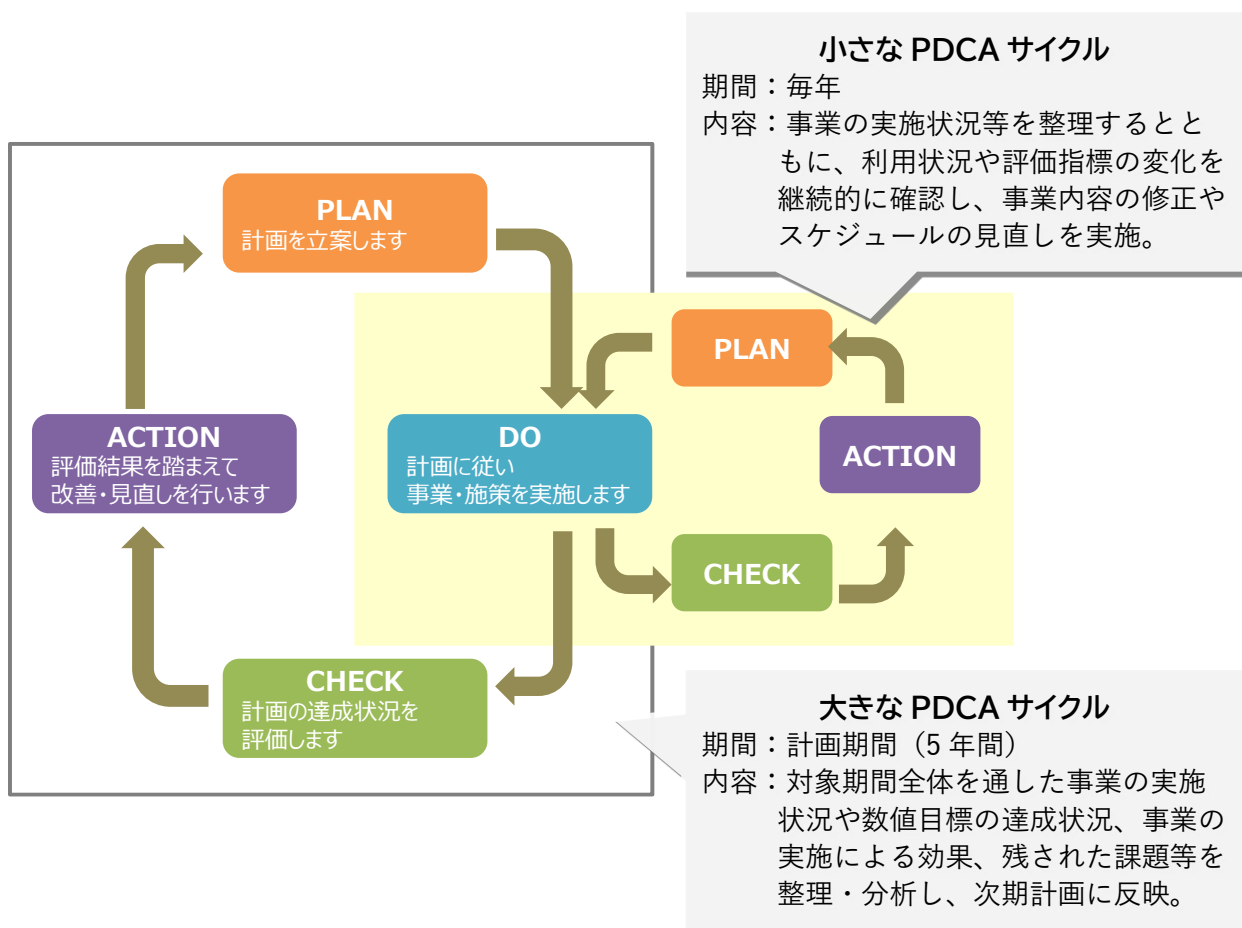 小さな PDCA サイクル
期間：毎年
内容：事業の実施状況等を整理するとと
もに、利用状況や評価指標の変化を
継続的に確認し、事業内容の修正や
スケジュールの見直しを実施。
PLAN
計画を立案します
PLAN
ACTION
評価結果を踏まえて
改善・見直しを行います
DO
計画に従い
事業・施策を実施します
ACTION
CHECK
CHECK
計画の達成状況を
評価します
大きな PDCA サイクル
期間：計画期間（5 年間）
内容：対象期間全体を通した事業の実施
状況や数値目標の達成状況、事業の
実施による効果、残された課題等を
整理・分析し、次期計画に反映。